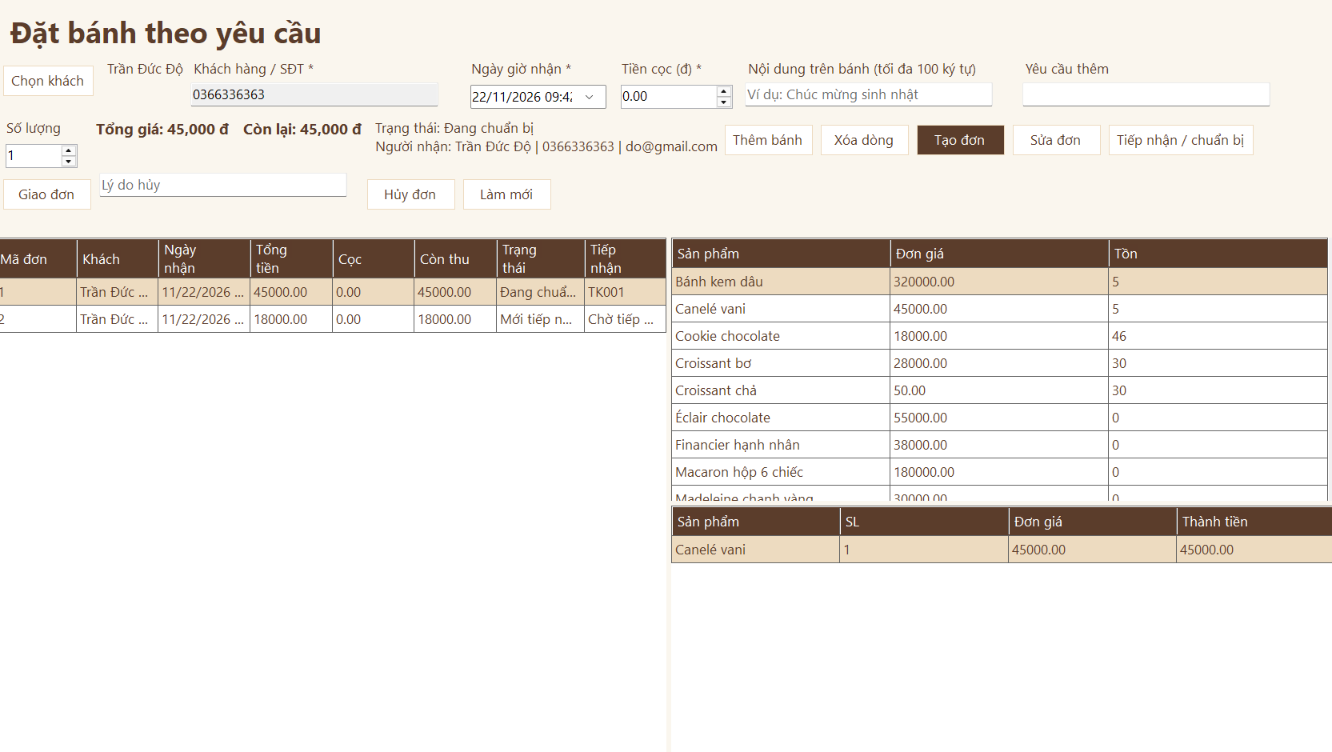 Đặt bánh theo yêu cầu
Chọn khách
Trần Đức Độ
Khách hàng / SĐT *
0366336363
Ngày giờ nhận *
22/11/2026 09:42
Tiền cọc (đ) *
0.00
Nội dung trên bánh (tối đa 100 ký tự)
Ví dụ: Chúc mừng sinh nhật
Yêu cầu thêm
Số lượng
1
Tổng giá: 45,000 đ Còn lại: 45,000 đ
Trạng thái: Đang chuẩn bị
Người nhận: Trần Đức Độ | 0366336363 | do@gmail.com
Thêm bánh
Xóa dòng
Tạo đơn
Sửa đơn
Tiếp nhận / chuẩn bị
Giao đơn
Lý do hủy
Hủy đơn
Làm mới
Mã đơn Khách Ngày nhận Tổng tiền Cọc Còn thu Trạng thái Tiếp nhận
1 Trần Đức ... 11/22/2026 ... 45000.00 0.00 45000.00 Đang chuẩ... TK001
2 Trần Đức ... 11/22/2026 ... 18000.00 0.00 18000.00 Mới tiếp n... Chờ tiếp ...
Sản phẩm Đơn giá Tồn
Bánh kem dâu 320000.00 5
Canelé vani 45000.00 5
Cookie chocolate 18000.00 46
Croissant bơ 28000.00 30
Croissant chả 50.00 30
Éclair chocolate 55000.00 0
Financier hạnh nhân 38000.00 0
Macaron hộp 6 chiếc 180000.00 0
Madeleine chanh vàng 30000.00 0
Sản phẩm SL Đơn giá Thành tiền
Canelé vani 1 45000.00 45000.00